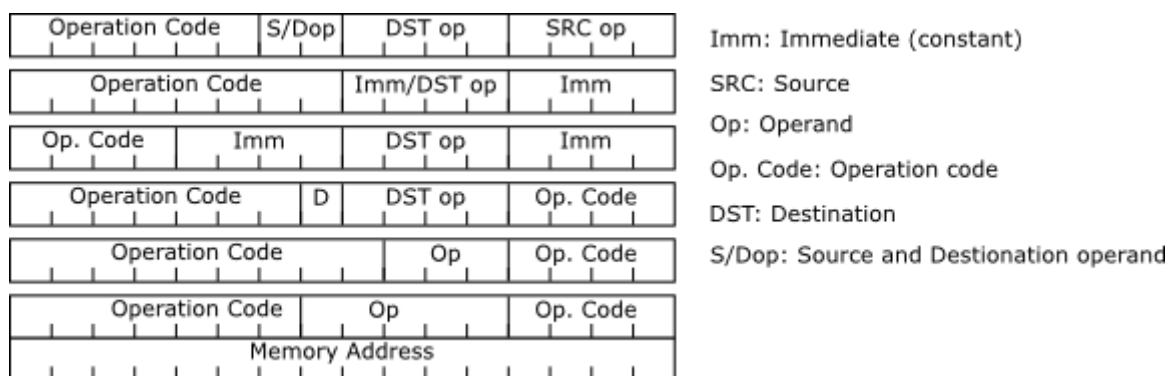 Operation Code S/Dop DST op SRC op
Operation Code Imm/DST op Imm
Op. Code Imm DST op Imm
Operation Code D DST op Op. Code
Operation Code Op Op. Code
Operation Code Op Op. Code
Memory Address
Imm: Immediate (constant)
SRC: Source
Op: Operand
Op. Code: Operation code
DST: Destination
S/Dop: Source and Destionation operand